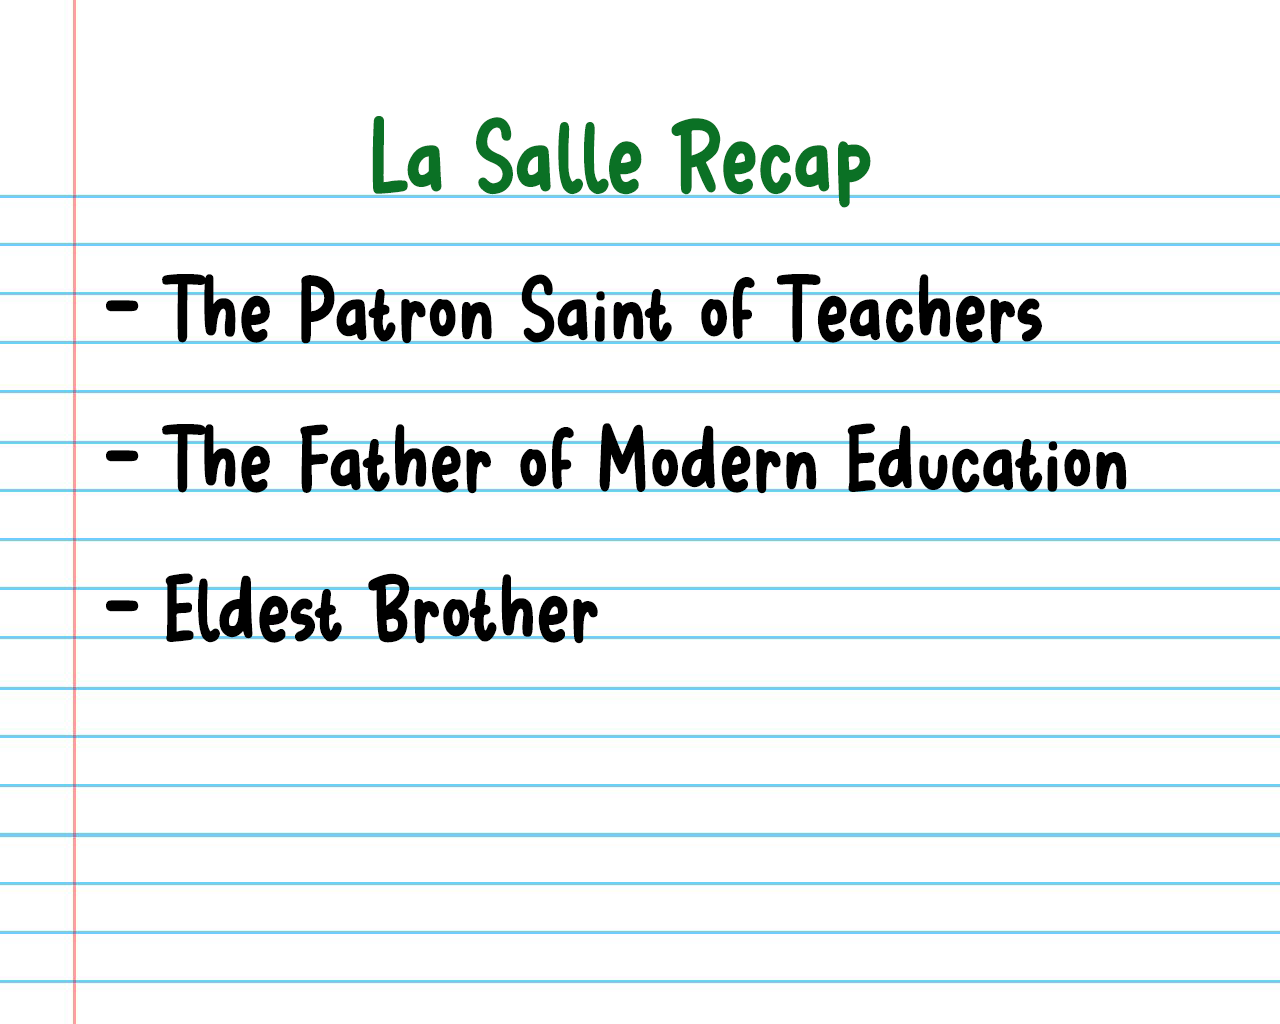 La Salle Recap
- The Patron Saint of Teachers
- The Father of Modern Education
- Eldest Brother